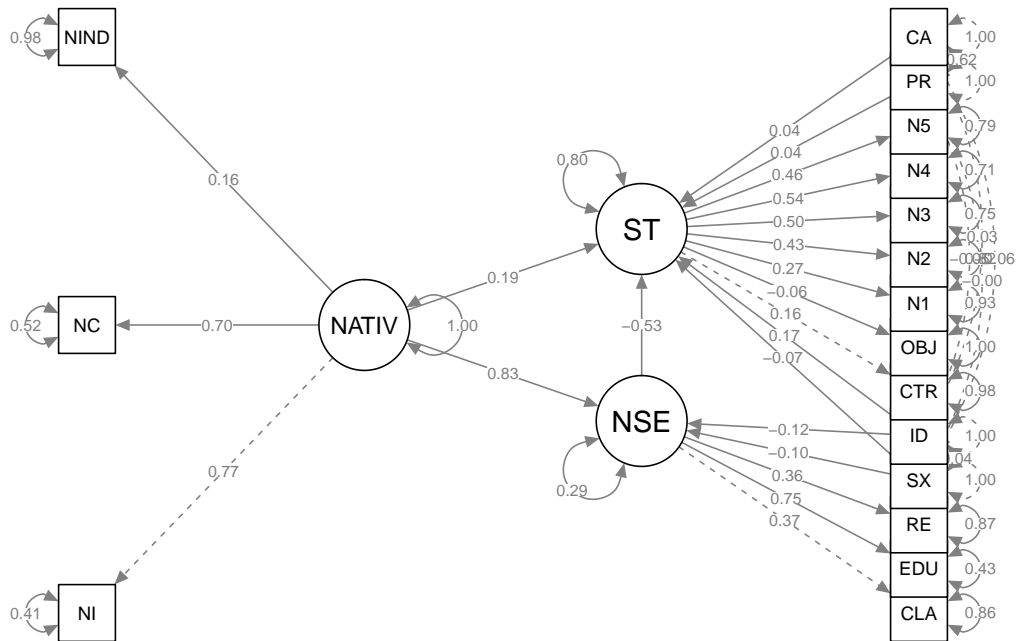 NIND
0.98
0.16
NC
0.52
0.70
NI
0.41
0.77
NATIV
1.00
0.19
0.83
ST
0.80
−0.53
NSE
0.29
0.04
0.04
0.46
0.54
0.50
0.43
0.27
−0.06
0.16
0.17
−0.07
−0.12
−0.10
0.36
0.75
0.37
CA
1.00
0.62
PR
1.00
N5
0.79
N4
0.71
N3
0.75
−0.03
N2
−0.00
N1
0.93
OBJ
1.00
CTR
0.98
ID
1.00
0.04
SX
1.00
RE
0.87
EDU
0.43
CLA
0.86